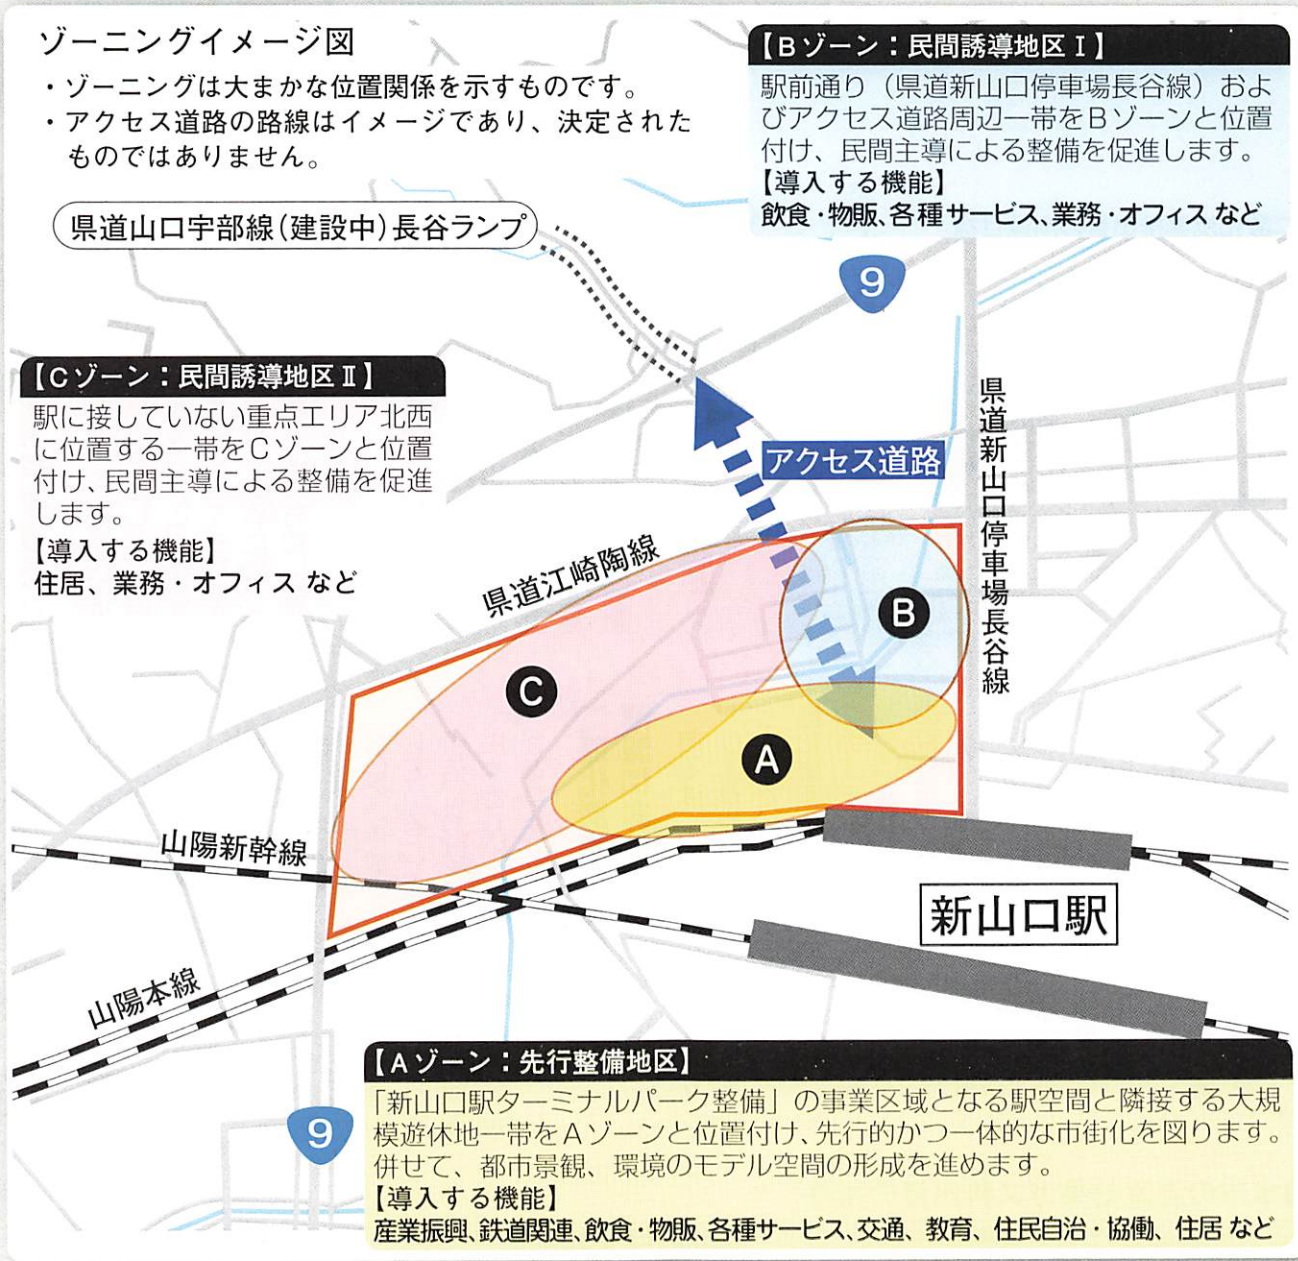 ゾーニングイメージ図
・ゾーニングは大まかな位置関係を示すものです。
・アクセス道路の路線はイメージであり、決定された
ものではありません。
【Bゾーン：民間誘導地区Ⅰ】
駅前通り（県道新山口停車場長谷線）およ
びアクセス道路周辺一帯をBゾーンと位置
付け、民間主導による整備を促進します。
【導入する機能】
飲食・物販、各種サービス、業務・オフィス など
県道山口宇部線（建設中）長谷ランプ
9
【Cゾーン：民間誘導地区Ⅱ】
駅に接していない重点エリア北西
に位置する一帯をCゾーンと位置
付け、民間主導による整備を促進
します。
【導入する機能】
住居、業務・オフィス など
アクセス道路
県道新山口停車場長谷線
県道江崎陶線
B
C
A
山陽新幹線
新山口駅
山陽本線
9
【Aゾーン：先行整備地区】
「新山口駅ターミナルパーク整備」の事業区域となる駅空間と隣接する大規
模遊休地一帯をAゾーンと位置付け、先行的かつ一体的な市街化を図ります。
併せて、都市景観、環境のモデル空間の形成を進めます。
【導入する機能】
産業振興、鉄道関連、飲食・物販、各種サービス、交通、教育、住民自治・協働、住居 など